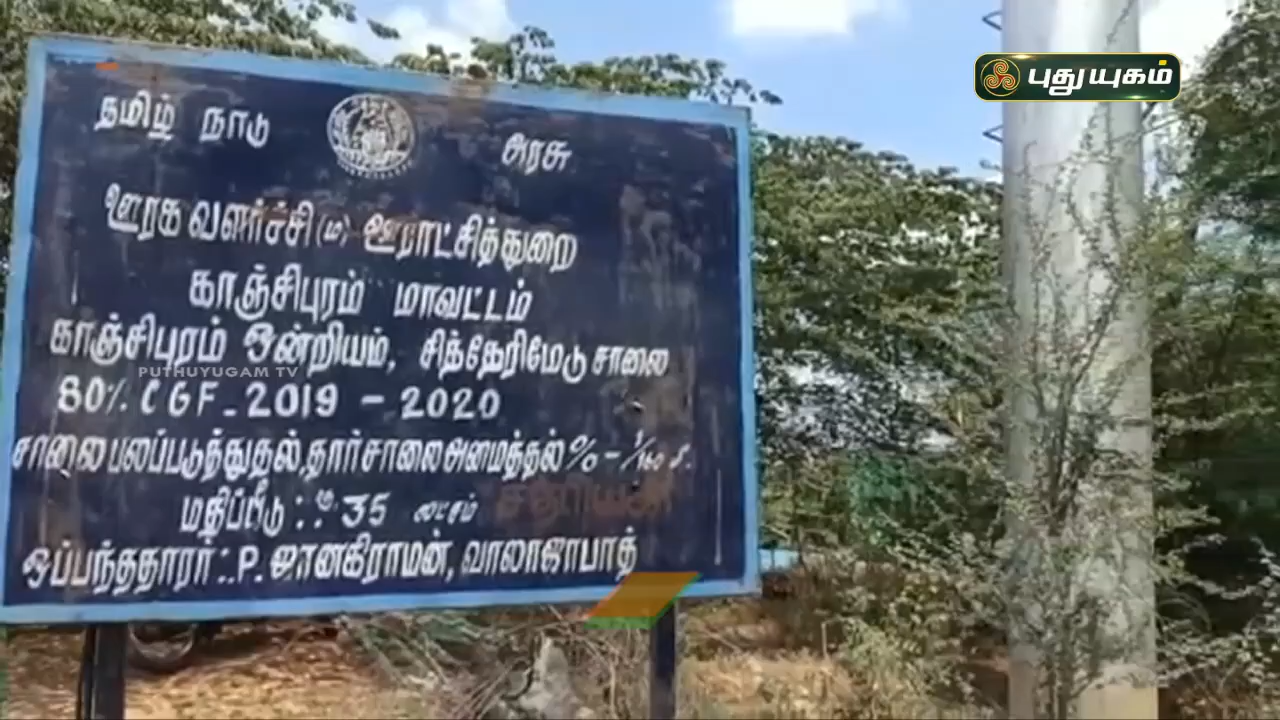 புதுயுகம்
தமிழ் நாடு அரசு
ஊரக வளர்ச்சி (ம) ஊராட்சித்துறை
காஞ்சிபுரம் மாவட்டம்
காஞ்சிபுரம் ஒன்றியம், சித்தேரிமேடு சாலை
PUTHUYUGAM TV
80% CGF - 2019 - 2020
சாலை பலப்படுத்துதல், தார்சாலை அமைத்தல்
மதிப்பீடு : ரூ 35 லட்சம்
ஒப்பந்ததாரர் : P. ஜானகிராமன், வாலாஜாபாத்